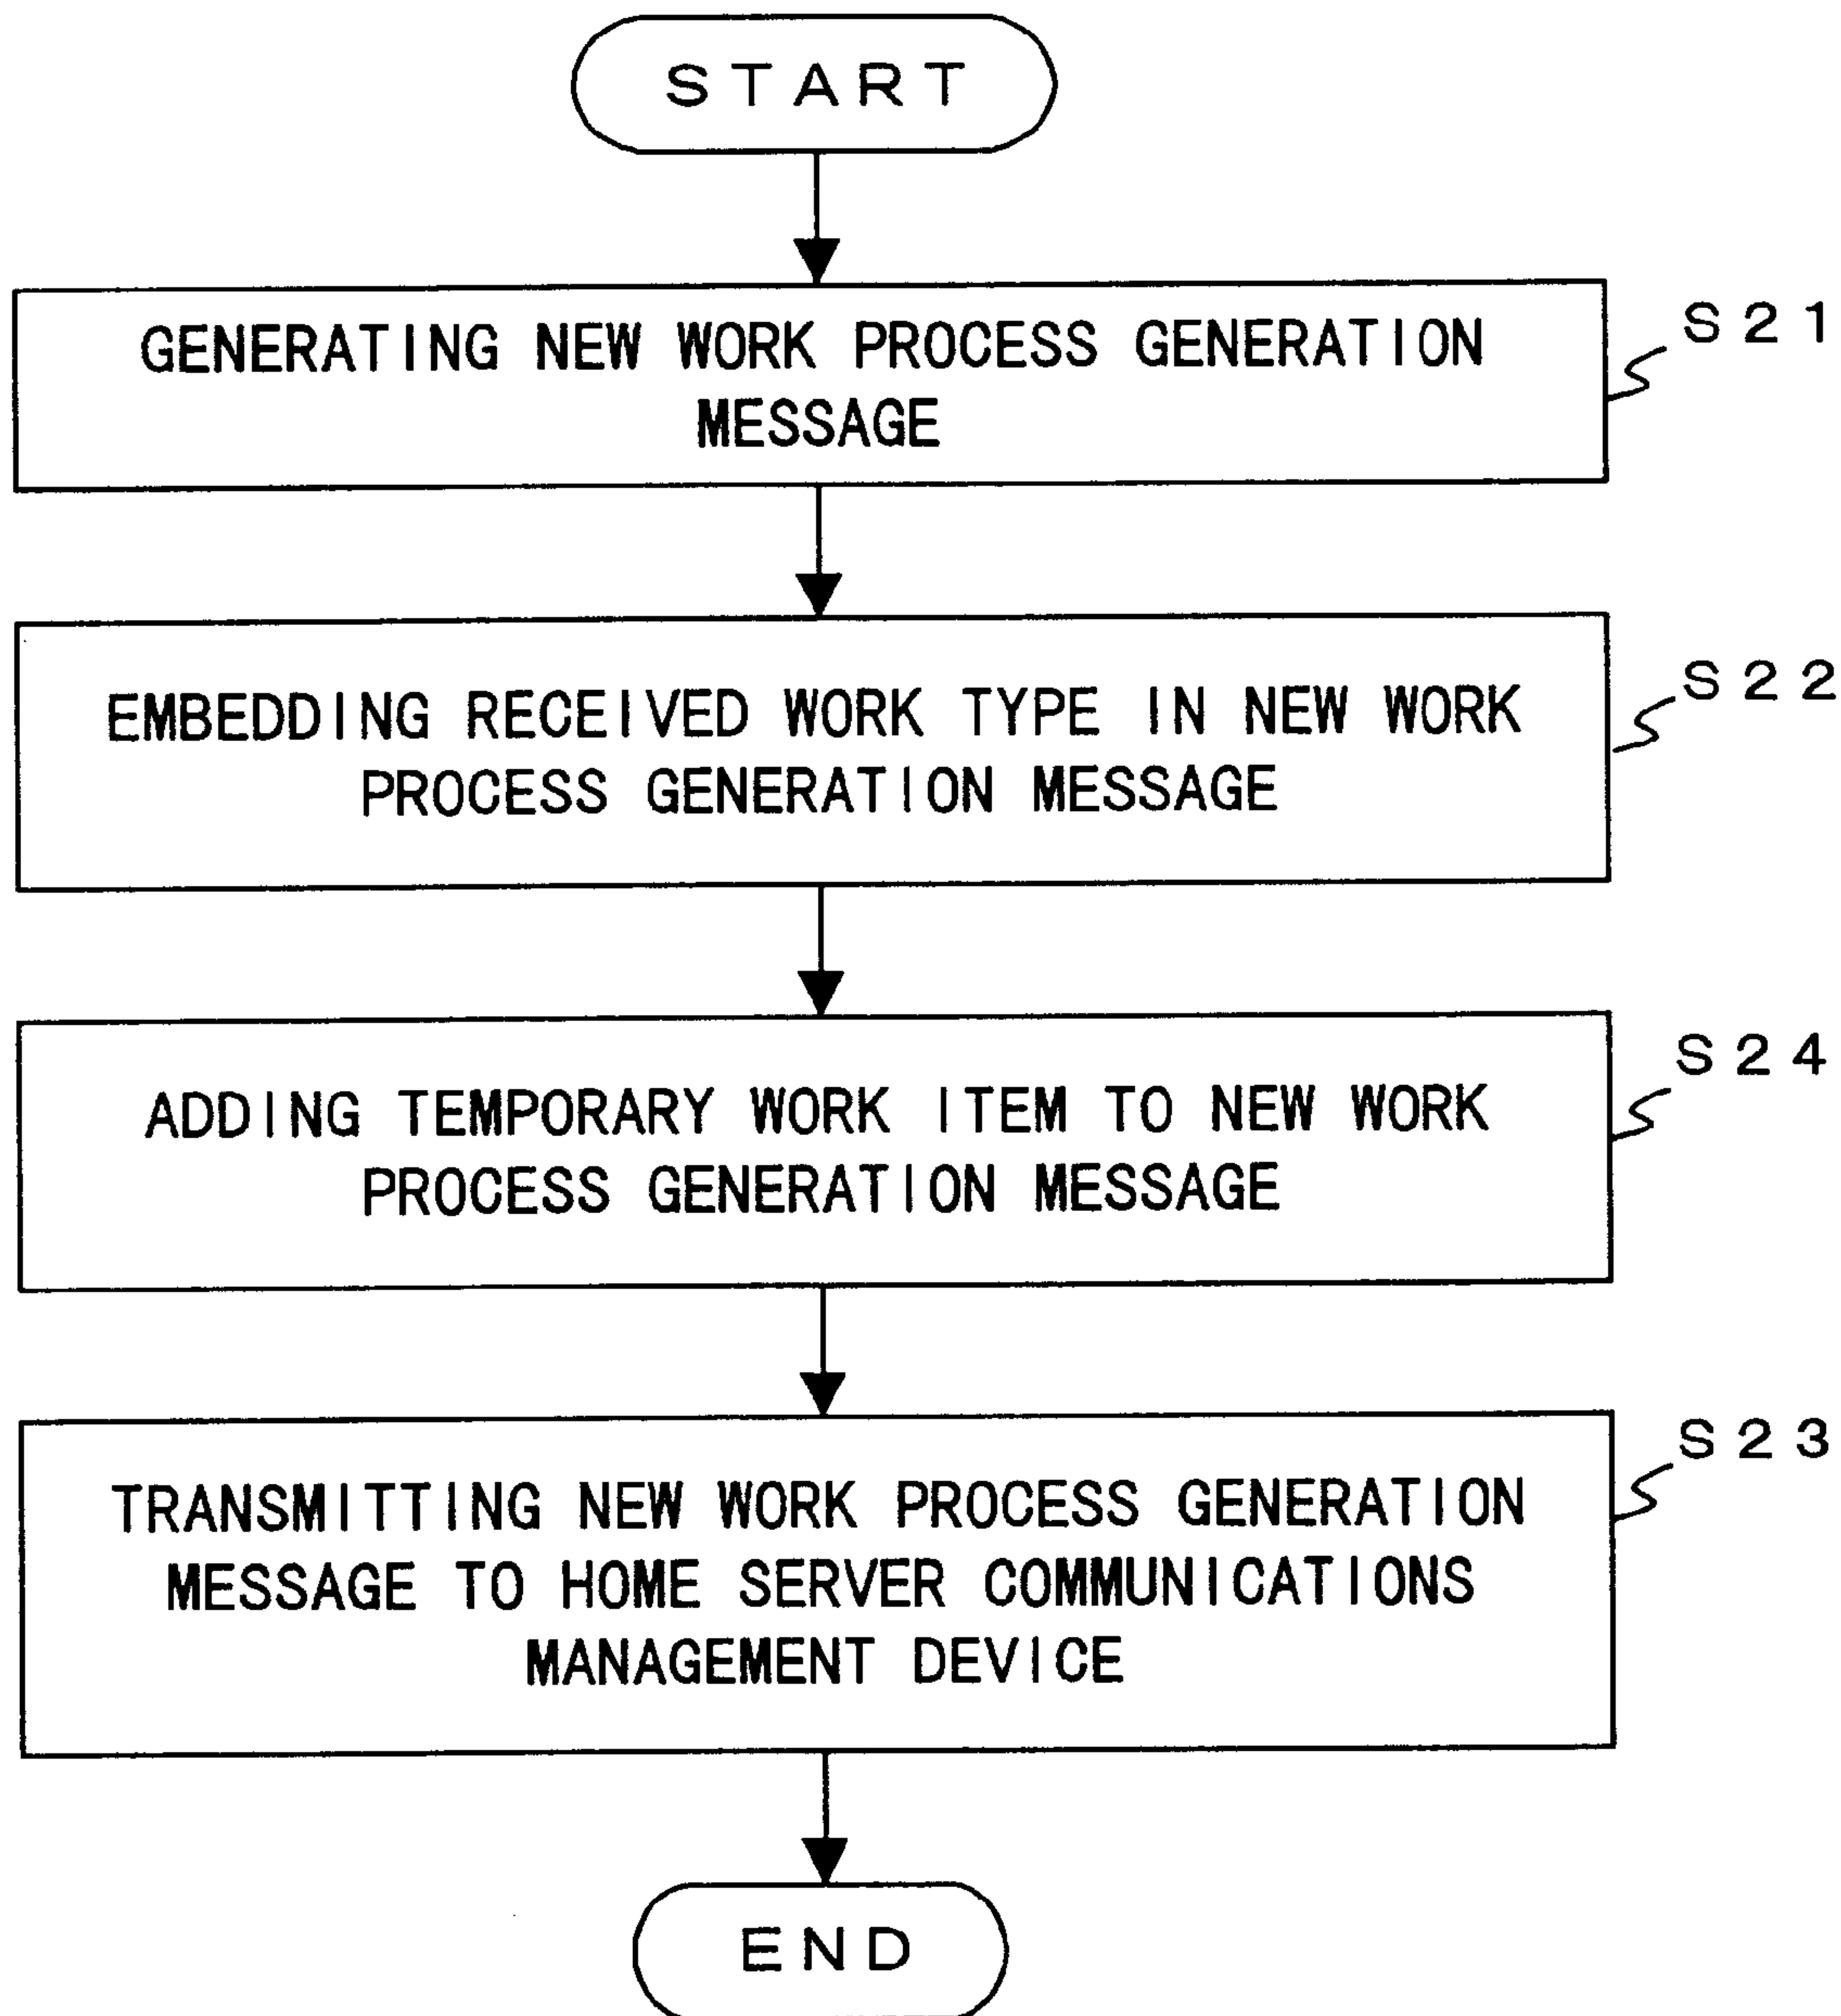 START
GENERATING NEW WORK PROCESS GENERATION
MESSAGE
S21
EMBEDDING RECEIVED WORK TYPE IN NEW WORK
PROCESS GENERATION MESSAGE
S22
ADDING TEMPORARY WORK ITEM TO NEW WORK
PROCESS GENERATION MESSAGE
S24
TRANSMITTING NEW WORK PROCESS GENERATION
MESSAGE TO HOME SERVER COMMUNICATIONS
MANAGEMENT DEVICE
S23
END